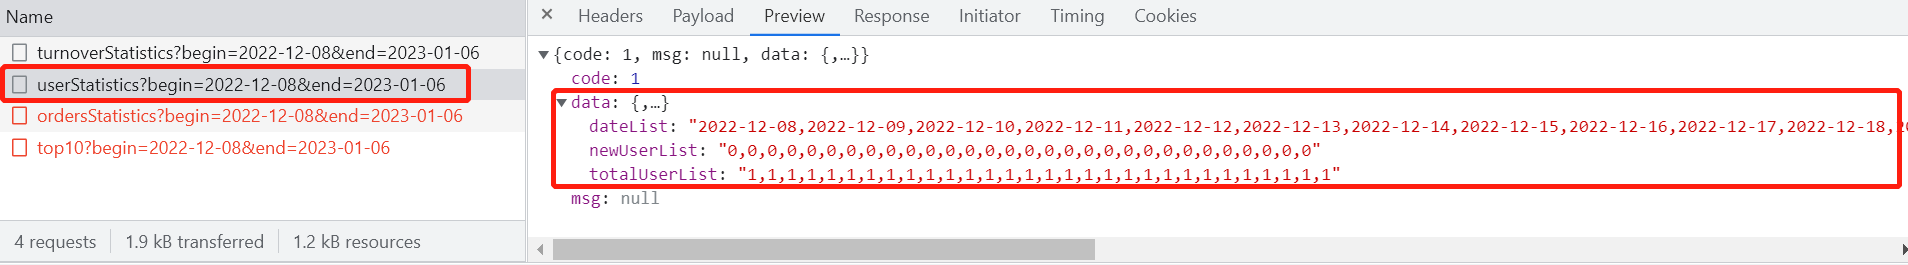 Name
turnoverStatistics?begin=2022-12-08&end=2023-01-06
userStatistics?begin=2022-12-08&end=2023-01-06
ordersStatistics?begin=2022-12-08&end=2023-01-06
top10?begin=2022-12-08&end=2023-01-06
4 requests 1.9 kB transferred 1.2 kB resources
× Headers Payload Preview Response Initiator Timing Cookies
▼{code: 1, msg: null, data: {,…}}
code: 1
▼data: {,…}
dateList: "2022-12-08,2022-12-09,2022-12-10,2022-12-11,2022-12-12,2022-12-13,2022-12-14,2022-12-15,2022-12-16,2022-12-17,2022-12-18,
newUserList: "0,0,0,0,0,0,0,0,0,0,0,0,0,0,0,0,0,0,0,0,0,0,0,0,0,0,0,0,0,0"
totalUserList: "1,1,1,1,1,1,1,1,1,1,1,1,1,1,1,1,1,1,1,1,1,1,1,1,1,1,1,1,1,1"
msg: null